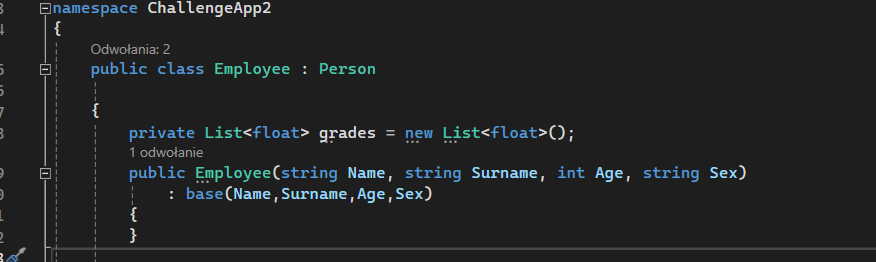 3 namespace ChallengeApp2
4 {
Odwołania: 2
5 public class Employee : Person
6
7 {
8 private List<float> grades = new List<float>();
1 odwołanie
9 public Employee(string Name, string Surname, int Age, string Sex)
0 : base(Name,Surname,Age,Sex)
1 {
2 }
3